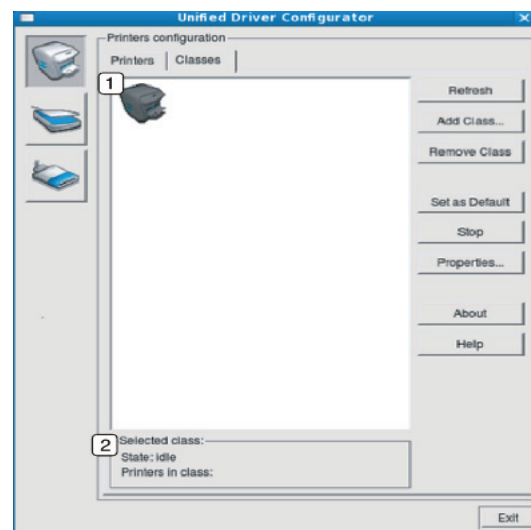 Unified Driver Configurator
Printers configuration
Printers
Classes
1
Refresh
Add Class...
Remove Class
Set as Default
Stop
Properties...
About
Help
2
Selected class:
State: idle
Printers in class:
Exit